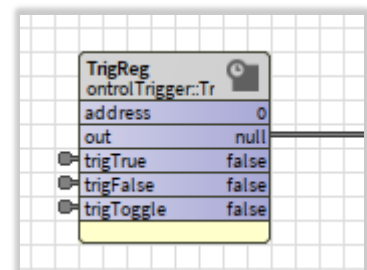 TrigReg
ontrolTrigger::Tr
address 0
out null
trigTrue false
trigFalse false
trigToggle false